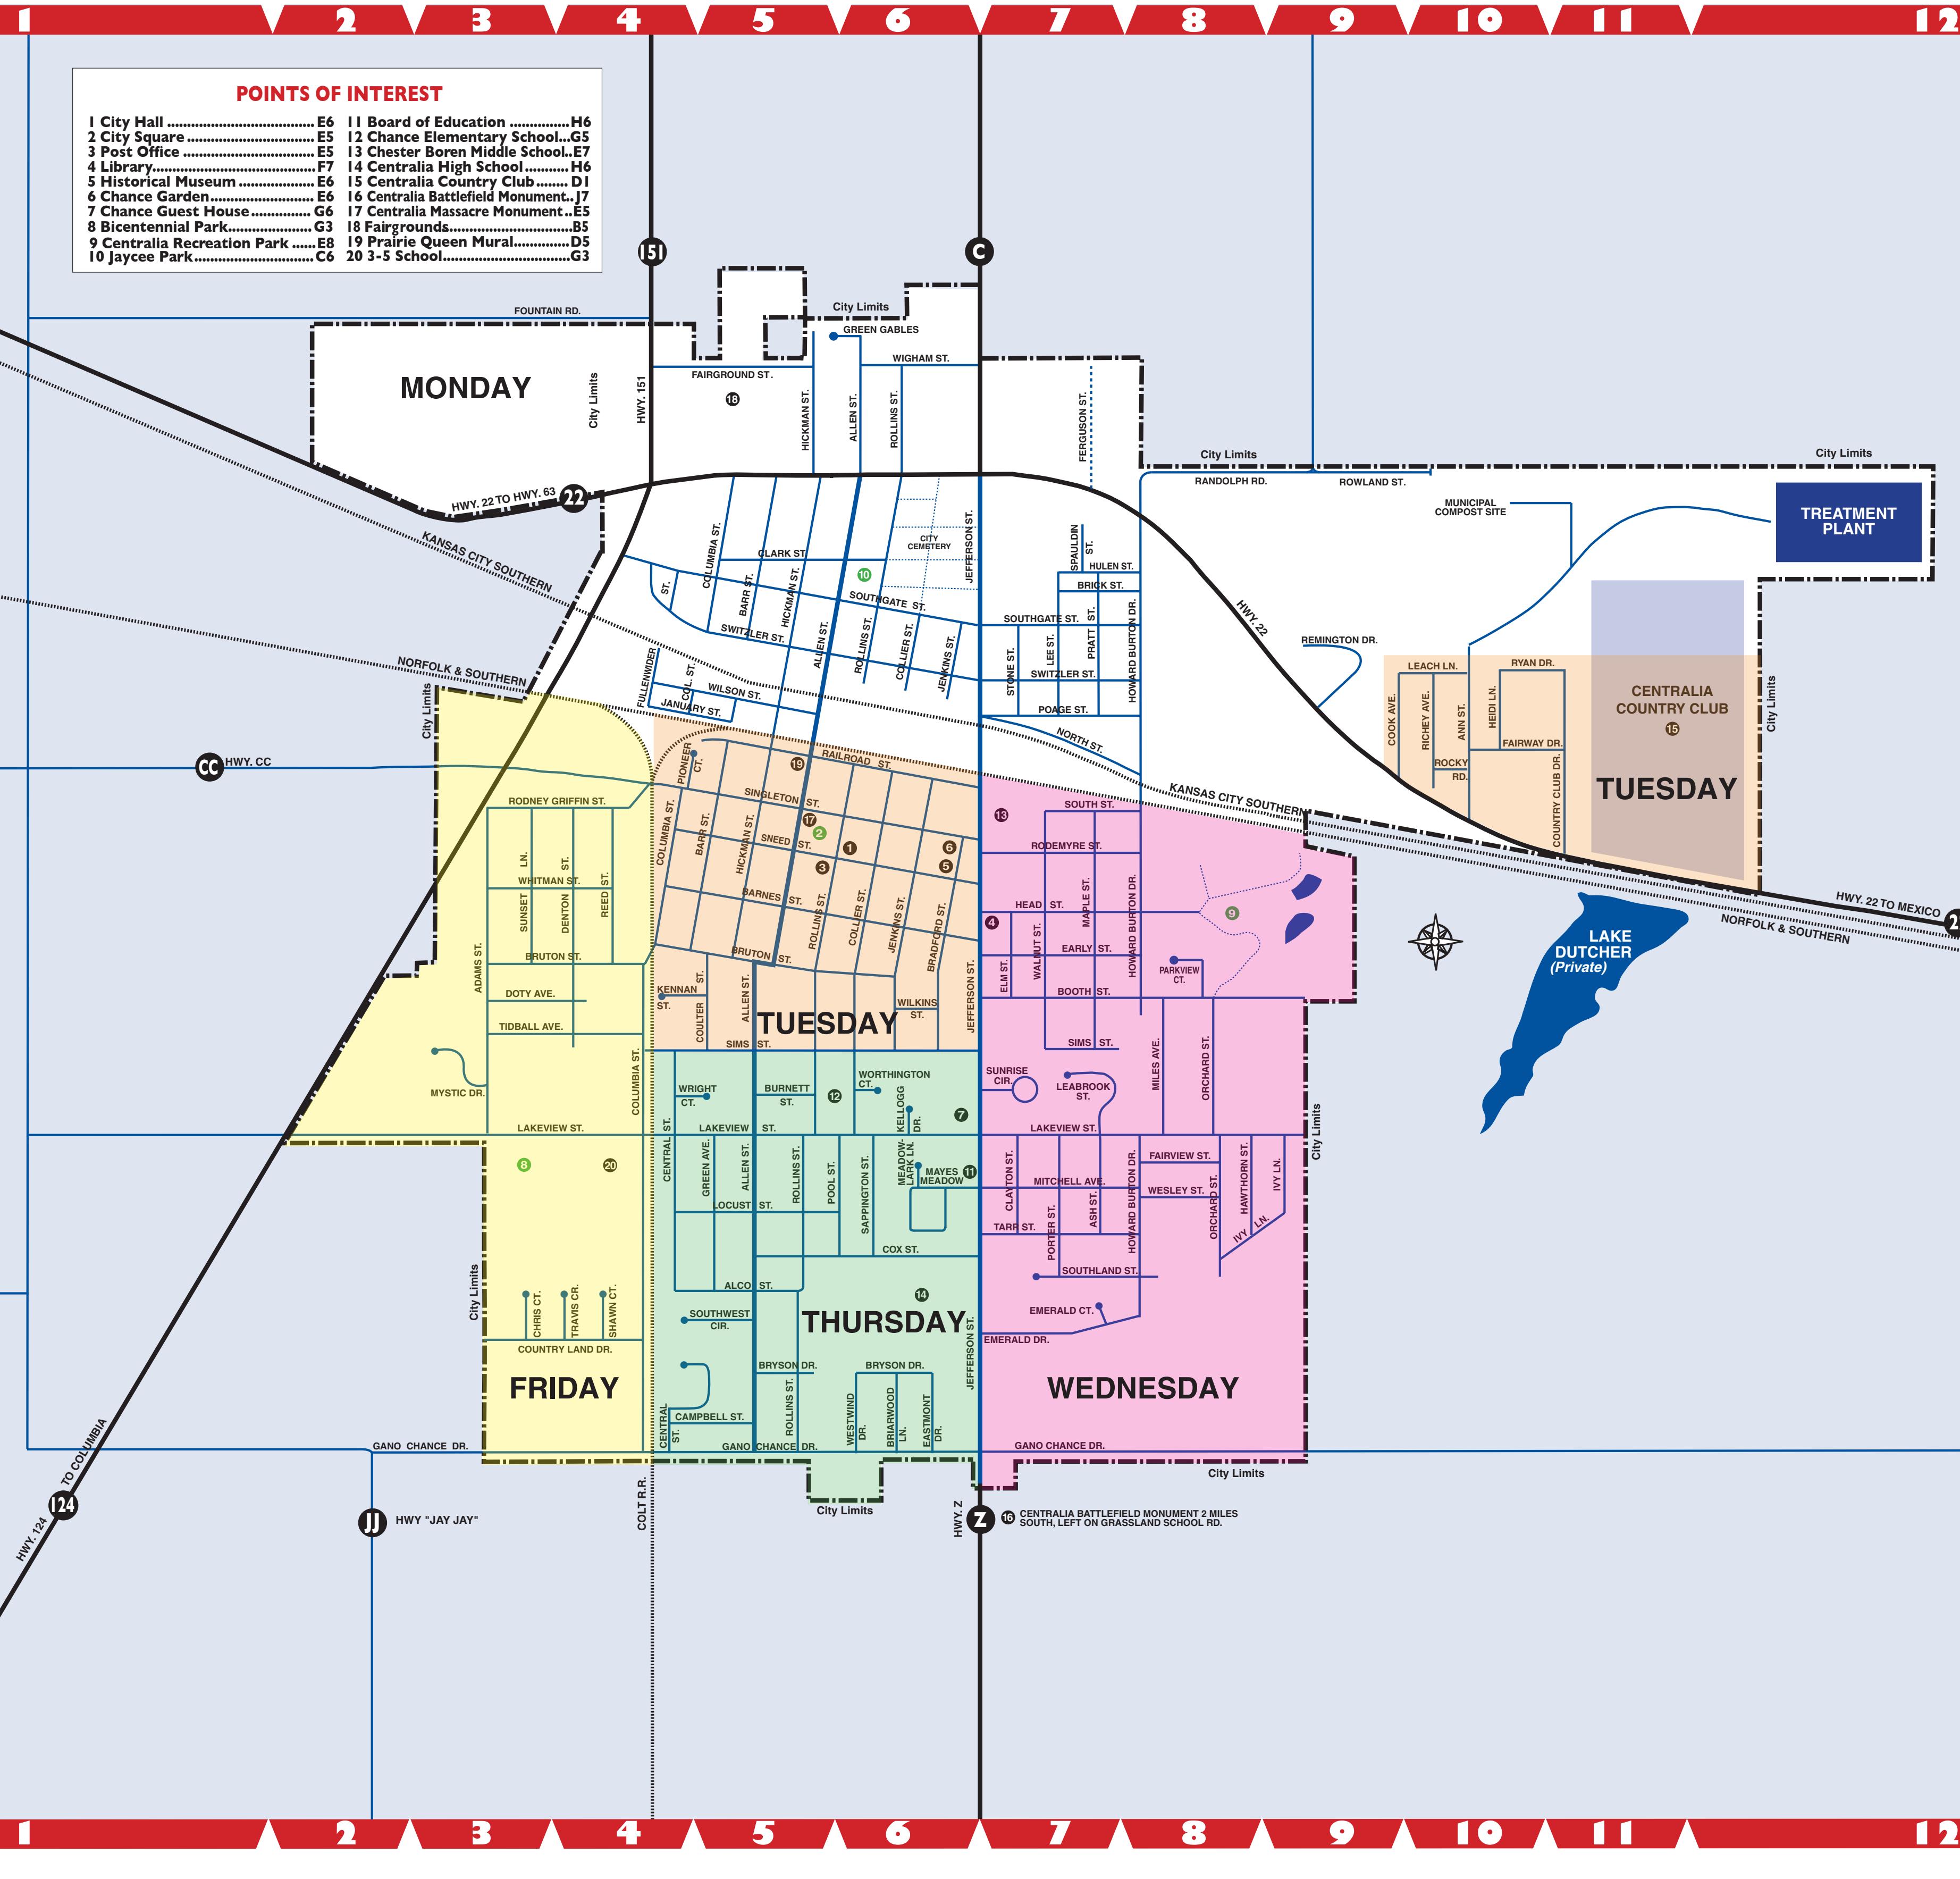 1 2 3 4 5 6 7 8 9 10 11 12
POINTS OF INTEREST
1 City Hall ........ E6
2 City Square ........ E5
3 Post Office ........ E5
4 Library........ F7
5 Historical Museum ........ E6
6 Chance Garden........ E6
7 Chance Guest House ........ G6
8 Bicentennial Park........ G3
9 Centralia Recreation Park ...... E8
10 Jaycee Park........ C6
11 Board of Education ........ H6
12 Chance Elementary School...G5
13 Chester Boren Middle School..E7
14 Centralia High School ........ H6
15 Centralia Country Club ........ D1
16 Centralia Battlefield Monument..J7
17 Centralia Massacre Monument ..E5
18 Fairgrounds........ B5
19 Prairie Queen Mural........ D5
20 3-5 School........ G3
151
C
FOUNTAIN RD.
City Limits
GREEN GABLES
WIGHAM ST.
FAIRGROUND ST.
MONDAY
City Limits
HWY. 151
18
HICKMAN ST.
ALLEN ST.
ROLLINS ST.
FERGUSON ST.
City Limits
City Limits
RANDOLPH RD.
ROWLAND ST.
HWY. 22 TO HWY. 63
22
MUNICIPAL
COMPOST SITE
TREATMENT
PLANT
KANSAS CITY SOUTHERN
COLUMBIA ST.
CLARK ST.
CITY
CEMETERY
JEFFERSON ST.
SPAULDIN
ST.
HULEN ST.
BRICK ST.
10
ST.
BARR ST.
HICKMAN ST.
SOUTHGATE ST.
SOUTHGATE ST.
HWY. 22
SWITZLER ST.
ALLEN ST.
ROLLINS ST.
COLLIER ST.
JENKINS ST.
STONE ST.
LEE ST.
PRATT ST.
HOWARD BURTON DR.
SWITZLER ST.
REMINGTON DR.
NORFOLK & SOUTHERN
City Limits
FULLENWIDER
COL. ST.
WILSON ST.
JANUARY ST.
POAGE ST.
NORTH ST.
LEACH LN.
RYAN DR.
COOK AVE.
RICHEY AVE.
ANN ST.
HEIDI LN.
FAIRWAY DR.
ROCKY
RD.
COUNTRY CLUB DR.
CENTRALIA
COUNTRY CLUB
15
TUESDAY
City Limits
CC
HWY. CC
PIONEER
CT.
19
RAILROAD ST.
SINGLETON ST.
KANSAS CITY SOUTHERN
RODNEY GRIFFIN ST.
17
2
13
SOUTH ST.
COLUMBIA ST.
BARR ST.
HICKMAN ST.
SNEED ST.
1
6
5
3
RODEMYRE ST.
SUNSET LN.
WHITMAN ST.
DENTON ST.
REED ST.
BARNES ST.
ROLLINS ST.
COLLIER ST.
JENKINS ST.
BRADFORD ST.
4
HEAD ST.
MAPLE ST.
HOWARD BURTON DR.
9
HWY. 22 TO MEXICO
NORFOLK & SOUTHERN
LAKE
DUTCHER
(Private)
ADAMS ST.
BRUTON ST.
BRUTON ST.
ELM ST.
WALNUT ST.
EARLY ST.
PARKVIEW
CT.
DOTY AVE.
KENNAN
ST.
COULTER ST.
ALLEN ST.
WILKINS
ST.
JEFFERSON ST.
BOOTH ST.
TIDBALL AVE.
TUESDAY
SIMS ST.
SIMS ST.
MYSTIC DR.
COLUMBIA ST.
WRIGHT
CT.
BURNETT
ST.
12
WORTHINGTON
CT.
KELLOGG
DR.
7
SUNRISE
CIR.
LEABROOK
ST.
MILES AVE.
ORCHARD ST.
City Limits
LAKEVIEW ST.
LAKEVIEW ST.
LAKEVIEW ST.
8
20
CENTRAL ST.
GREEN AVE.
ALLEN ST.
ROLLINS ST.
POOL ST.
SAPPINGTON ST.
MEADOW-
LARK LN.
MAYES
MEADOW
11
CLAYTON ST.
MITCHELL AVE.
FAIRVIEW ST.
WESLEY ST.
HAWTHORN ST.
IVY LN.
LOCUST ST.
TARR ST.
PORTER ST.
ASH ST.
HOWARD BURTON DR.
ORCHARD ST.
IVY LN.
COX ST.
SOUTHLAND ST.
City Limits
CHRIS CT.
TRAVIS CR.
SHAWN CT.
ALCO ST.
14
SOUTHWEST
CIR.
THURSDAY
EMERALD CT.
EMERALD DR.
COUNTRY LAND DR.
JEFFERSON ST.
FRIDAY
BRYSON DR.
BRYSON DR.
WEDNESDAY
CENTRAL
ST.
CAMPBELL ST.
ROLLINS ST.
WESTWIND
DR.
BRIARWOOD
LN.
EASTMONT
DR.
GANO CHANCE DR.
GANO CHANCE DR.
GANO CHANCE DR.
City Limits
TO COLUMBIA
124
HWY. 124
JJ
HWY "JAY JAY"
COLT R.R.
City Limits
HWY. Z
Z
16
CENTRALIA BATTLEFIELD MONUMENT 2 MILES
SOUTH, LEFT ON GRASSLAND SCHOOL RD.
1 2 3 4 5 6 7 8 9 10 11 12